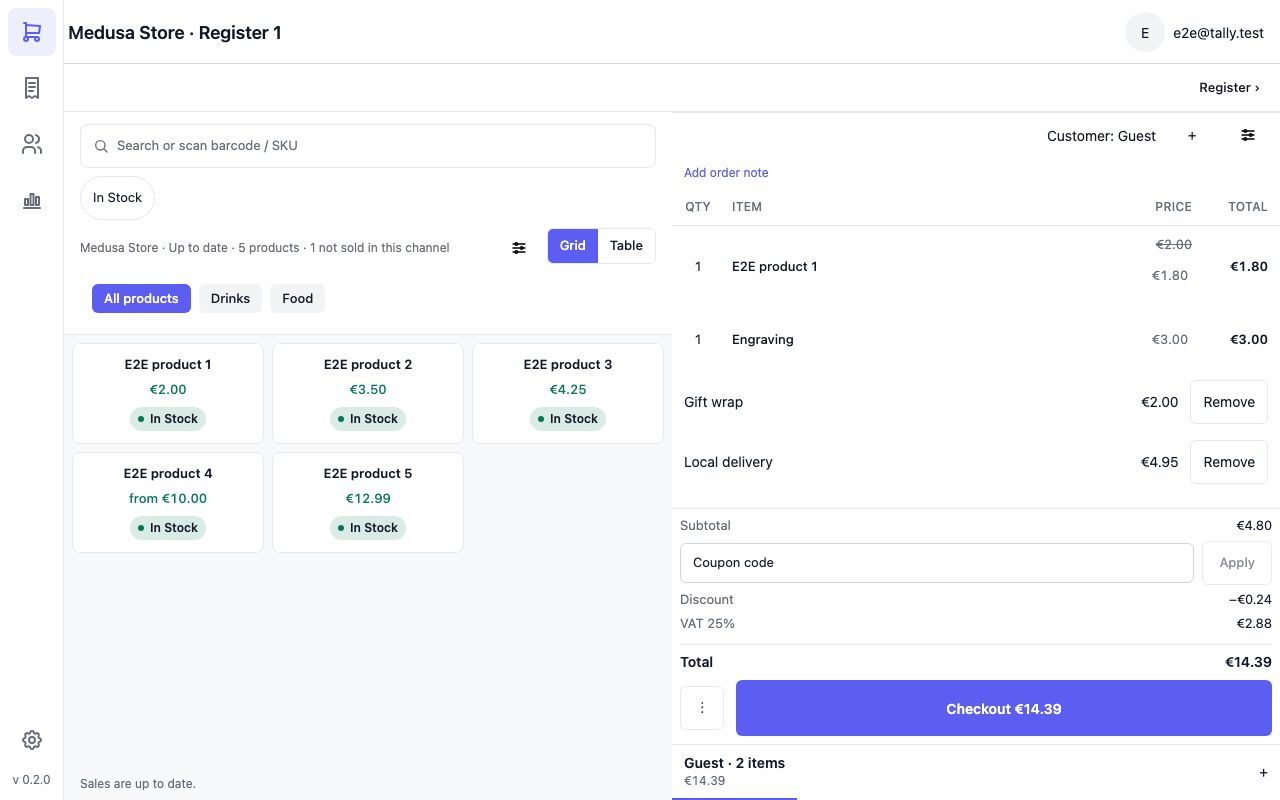 Medusa Store · Register 1
E
e2e@tally.test
Register ›
Search or scan barcode / SKU
In Stock
Medusa Store · Up to date · 5 products · 1 not sold in this channel
Grid
Table
All products
Drinks
Food
E2E product 1
€2.00
In Stock
E2E product 2
€3.50
In Stock
E2E product 3
€4.25
In Stock
E2E product 4
from €10.00
In Stock
E2E product 5
€12.99
In Stock
Sales are up to date.
v 0.2.0
Customer: Guest
+
Add order note
QTY ITEM PRICE TOTAL
€2.00
1 E2E product 1 €1.80 €1.80
1 Engraving €3.00 €3.00
Gift wrap €2.00 Remove
Local delivery €4.95 Remove
Subtotal €4.80
Coupon code Apply
Discount −€0.24
VAT 25% €2.88
Total €14.39
⋮
Checkout €14.39
Guest · 2 items
€14.39
+